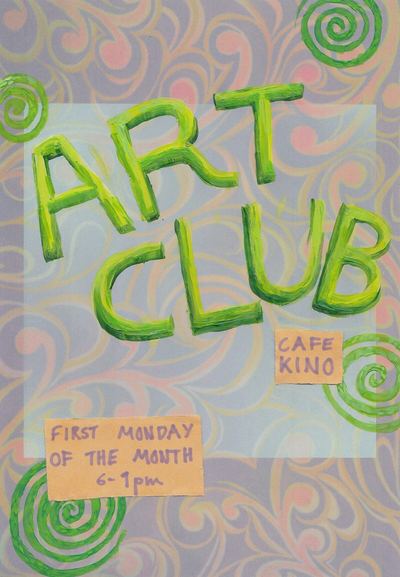 ART
CLUB
CAFE
KINO
FIRST MONDAY
OF THE MONTH
6-9pm